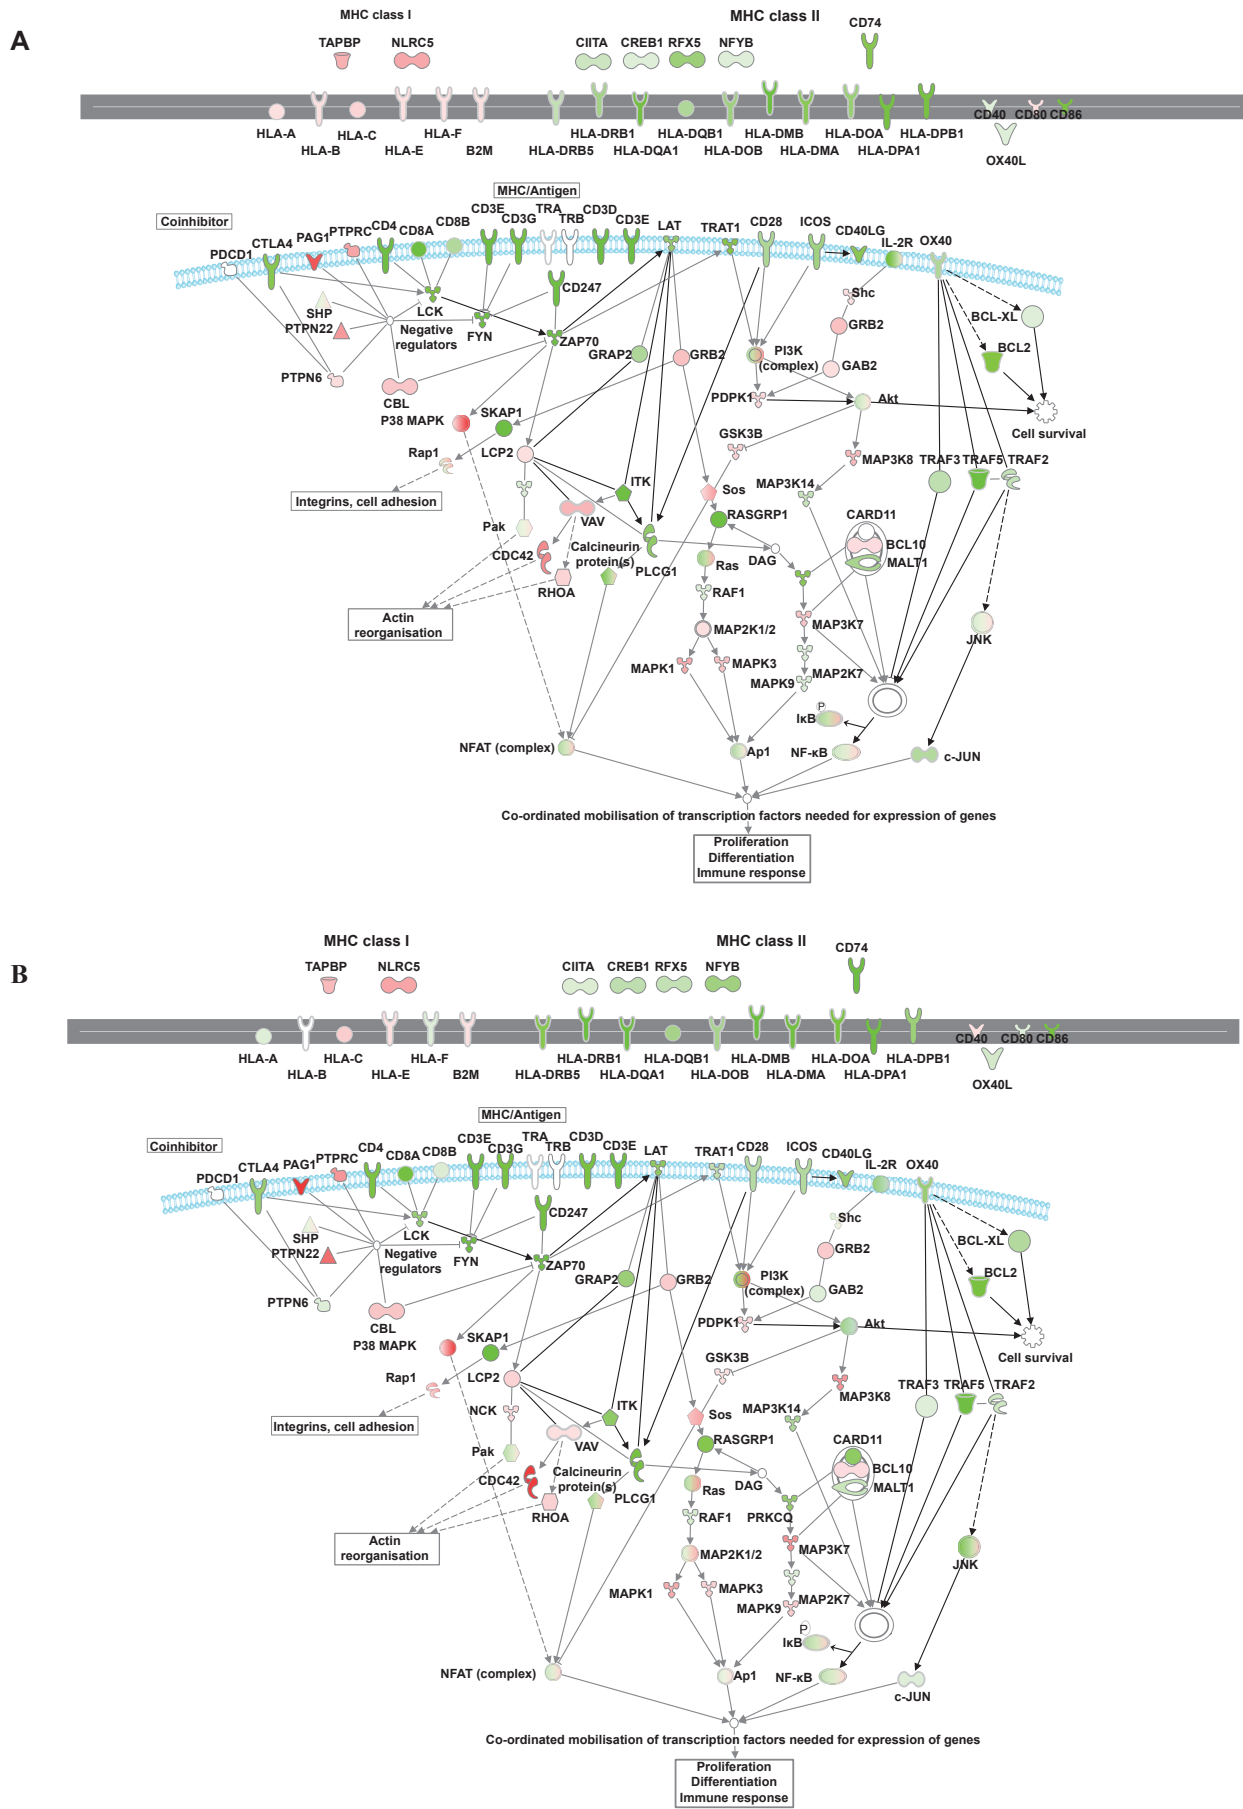 A
MHC class I
MHC class II
CD74
TAPBP
NLRC5
CIITA
CREB1
RFX5
NFYB
HLA-A
HLA-B
HLA-C
HLA-E
HLA-F
B2M
HLA-DRB5
HLA-DRB1
HLA-DQA1
HLA-DQB1
HLA-DOB
HLA-DMB
HLA-DMA
HLA-DOA
HLA-DPA1
HLA-DPB1
CD40
CD80
CD86
OX40L
MHC/Antigen
Coinhibitor
PDCD1
CTLA4
PAG1
PTPRC
CD4
CD8A
CD8B
CD3E
CD3G
TRA
TRB
CD3D
CD3E
LAT
TRAT1
CD28
ICOS
CD40LG
IL-2R
OX40
SHP
PTPN22
LCK
Negative
regulators
FYN
CD247
ZAP70
Shc
GRB2
BCL-XL
PTPN6
CBL
GRAP2
GRB2
PI3K
(complex)
GAB2
BCL2
P38 MAPK
SKAP1
PDPK1
Akt
Cell survival
Rap1
LCP2
GSK3B
MAP3K8
TRAF3
TRAF5
TRAF2
Integrins, cell adhesion
ITK
Sos
MAP3K14
Pak
VAV
RASGRP1
CARD11
BCL10
MALT1
CDC42
Calcineurin
protein(s)
PLCG1
Ras
DAG
RHOA
RAF1
Actin
reorganisation
MAP2K1/2
MAP3K7
JNK
MAPK1
MAPK3
MAP2K7
MAPK9
P
IκB
NFAT (complex)
Ap1
NF-κB
c-JUN
Co-ordinated mobilisation of transcription factors needed for expression of genes
Proliferation
Differentiation
Immune response
B
MHC class I
MHC class II
CD74
TAPBP
NLRC5
CIITA
CREB1
RFX5
NFYB
HLA-A
HLA-B
HLA-C
HLA-E
HLA-F
B2M
HLA-DRB5
HLA-DRB1
HLA-DQA1
HLA-DQB1
HLA-DOB
HLA-DMB
HLA-DMA
HLA-DOA
HLA-DPA1
HLA-DPB1
CD40
CD80
CD86
OX40L
MHC/Antigen
Coinhibitor
PDCD1
CTLA4
PAG1
PTPRC
CD4
CD8A
CD8B
CD3E
CD3G
TRA
TRB
CD3D
CD3E
LAT
TRAT1
CD28
ICOS
CD40LG
IL-2R
OX40
SHP
PTPN22
LCK
Negative
regulators
FYN
CD247
ZAP70
Shc
GRB2
BCL-XL
PTPN6
CBL
GRAP2
GRB2
PI3K
(complex)
GAB2
BCL2
P38 MAPK
SKAP1
PDPK1
Akt
Cell survival
Rap1
LCP2
GSK3B
MAP3K8
TRAF3
TRAF5
TRAF2
Integrins, cell adhesion
NCK
ITK
Sos
MAP3K14
Pak
VAV
RASGRP1
CARD11
BCL10
MALT1
CDC42
Calcineurin
protein(s)
PLCG1
Ras
DAG
RHOA
RAF1
PRKCQ
Actin
reorganisation
MAP2K1/2
MAP3K7
JNK
MAPK1
MAPK3
MAP2K7
MAPK9
P
IκB
NFAT (complex)
Ap1
NF-κB
c-JUN
Co-ordinated mobilisation of transcription factors needed for expression of genes
Proliferation
Differentiation
Immune response